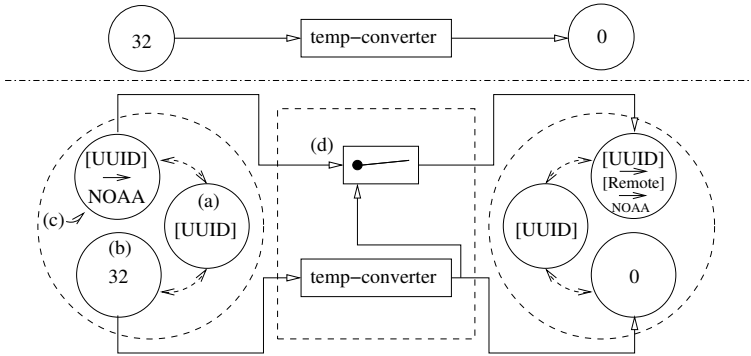 32
temp-converter
0
[UUID]
NOAA
(c)
(a)
[UUID]
(b)
32
(d)
temp-converter
[UUID]
[Remote]
NOAA
[UUID]
0